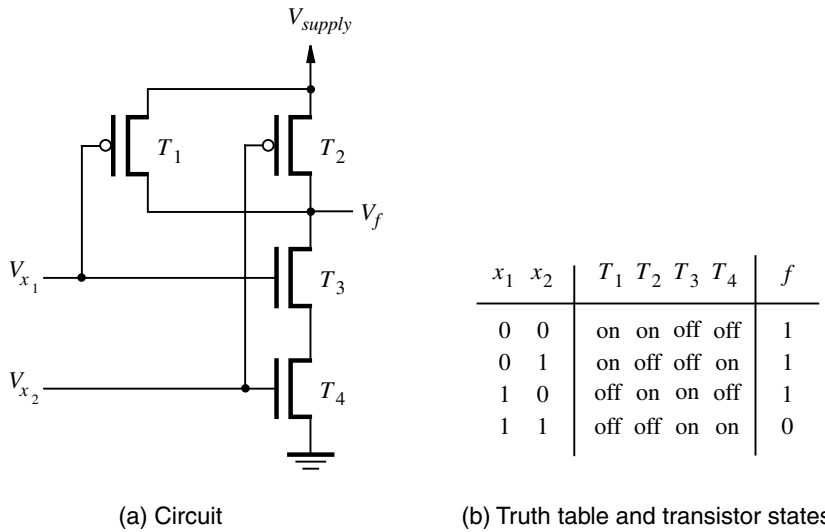 V_supply
T_1
T_2
V_f
V_x_1
T_3
V_x_2
T_4
x_1 x_2 T_1 T_2 T_3 T_4 f
0 0 on on off off 1
0 1 on off off on 1
1 0 off on on off 1
1 1 off off on on 0
(a) Circuit
(b) Truth table and transistor states